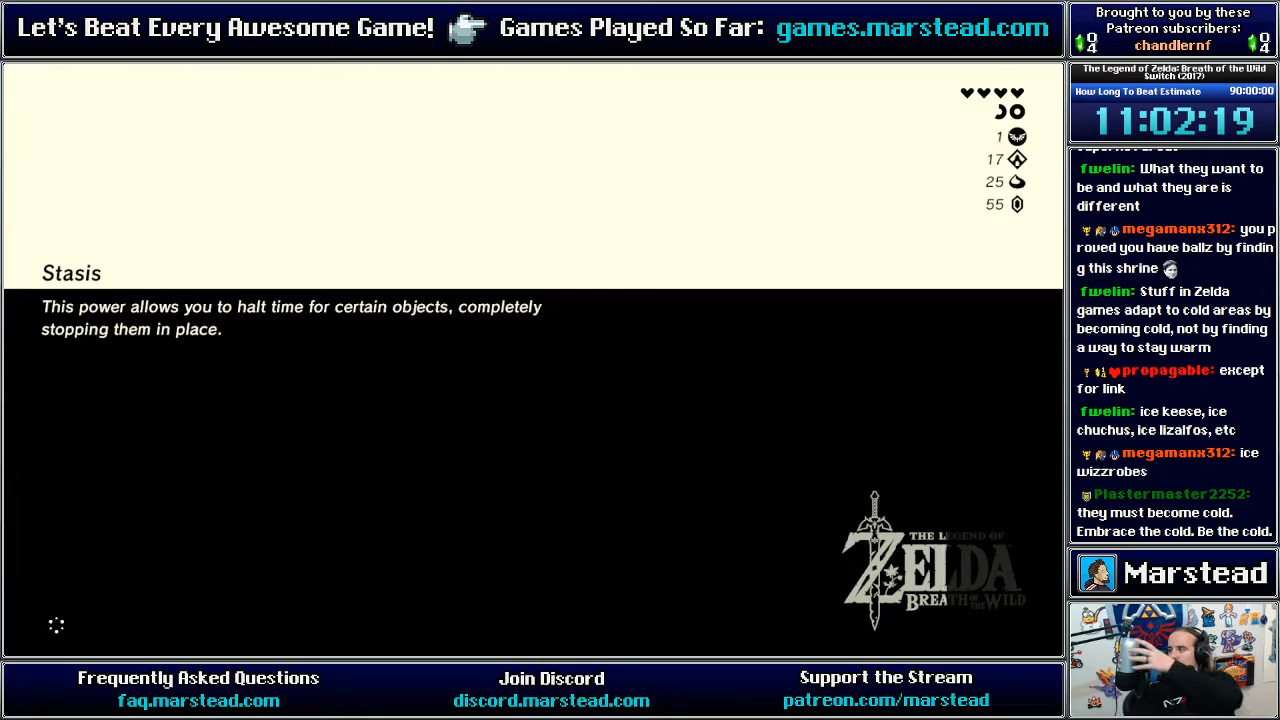 Let's Beat Every Awesome Game! Games Played So Far: games.marstead.com
Brought to you by these
Patreon subscribers:
chandlernf
0
4
0
4
The Legend of Zelda: Breath of the Wild
Switch (2017)
How Long To Beat Estimate 90:00:00
11:02:19
1
17
25
55
Stasis
This power allows you to halt time for certain objects, completely
stopping them in place.
THE LEGEND OF
ZELDA
BREATH OF THE WILD
fwelin: What they want to
be and what they are is
different
megamanx312: you p
roved you have ballz by findin
g this shrine
fwelin: Stuff in Zelda
games adapt to cold areas by
becoming cold, not by finding
a way to stay warm
propagable: except
for link
fwelin: ice keese, ice
chuchus, ice lizalfos, etc
megamanx312: ice
wizzrobes
Plastermaster2252:
they must become cold.
Embrace the cold. Be the cold.
Marstead
Frequently Asked Questions
faq.marstead.com
Join Discord
discord.marstead.com
Support the Stream
patreon.com/marstead